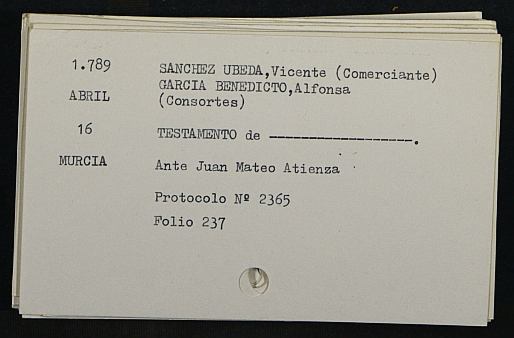 1.789
ABRIL
16
MURCIA
SANCHEZ UBEDA,Vicente (Comerciante)
GARCIA BENEDICTO,Alfonsa
(Consortes)
TESTAMENTO de ------------------.
Ante Juan Mateo Atienza
Protocolo Nº 2365
Folio 237